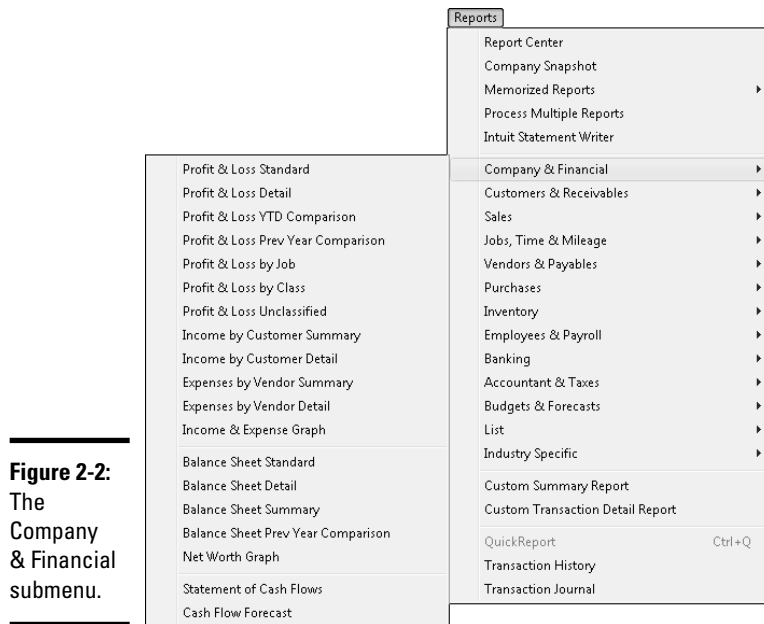 Reports
Report Center
Company Snapshot
Memorized Reports
Process Multiple Reports
Intuit Statement Writer
Company & Financial
Customers & Receivables
Sales
Jobs, Time & Mileage
Vendors & Payables
Purchases
Inventory
Employees & Payroll
Banking
Accountant & Taxes
Budgets & Forecasts
List
Industry Specific
Custom Summary Report
Custom Transaction Detail Report
QuickReport Ctrl+Q
Transaction History
Transaction Journal
Profit & Loss Standard
Profit & Loss Detail
Profit & Loss YTD Comparison
Profit & Loss Prev Year Comparison
Profit & Loss by Job
Profit & Loss by Class
Profit & Loss Unclassified
Income by Customer Summary
Income by Customer Detail
Expenses by Vendor Summary
Expenses by Vendor Detail
Income & Expense Graph
Balance Sheet Standard
Balance Sheet Detail
Balance Sheet Summary
Balance Sheet Prev Year Comparison
Net Worth Graph
Statement of Cash Flows
Cash Flow Forecast
Figure 2-2:
The
Company
& Financial
submenu.